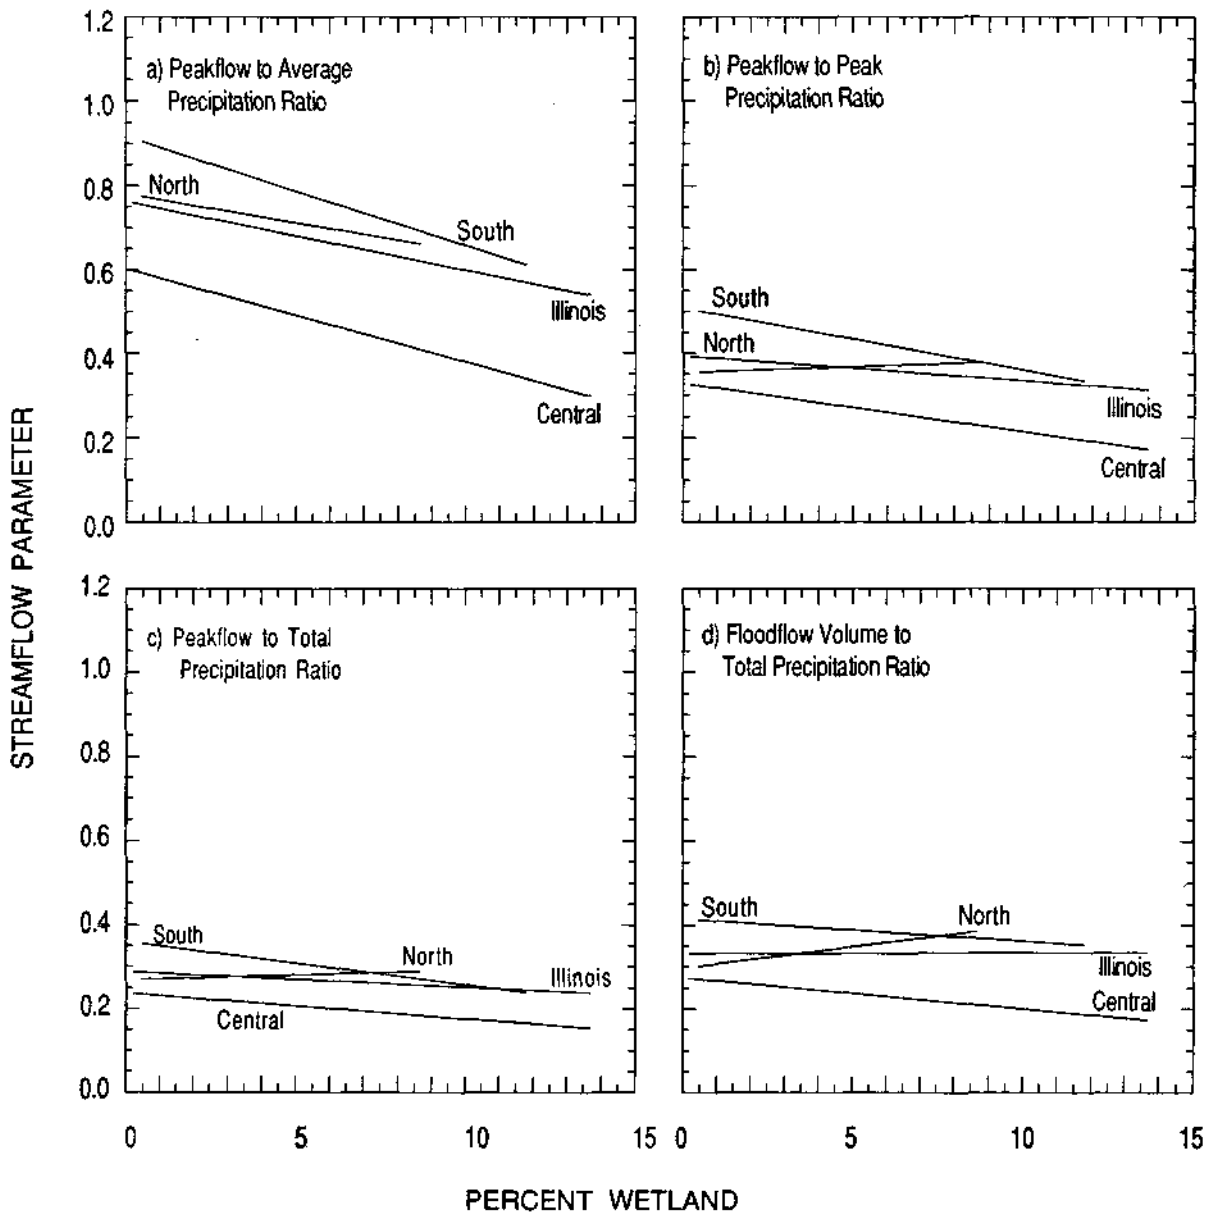 STREAMFLOW PARAMETER
1.2
1.0
0.8
0.6
0.4
0.2
0.0
a) Peakflow to Average
Precipitation Ratio
North
South
Illinois
Central
b) Peakflow to Peak
Precipitation Ratio
South
North
Illinois
Central
1.2
1.0
0.8
0.6
0.4
0.2
0.0
c) Peakflow to Total
Precipitation Ratio
South
North
Illinois
Central
d) Floodflow Volume to
Total Precipitation Ratio
South
North
Illinois
Central
0 5 10 15
0 5 10 15
PERCENT WETLAND